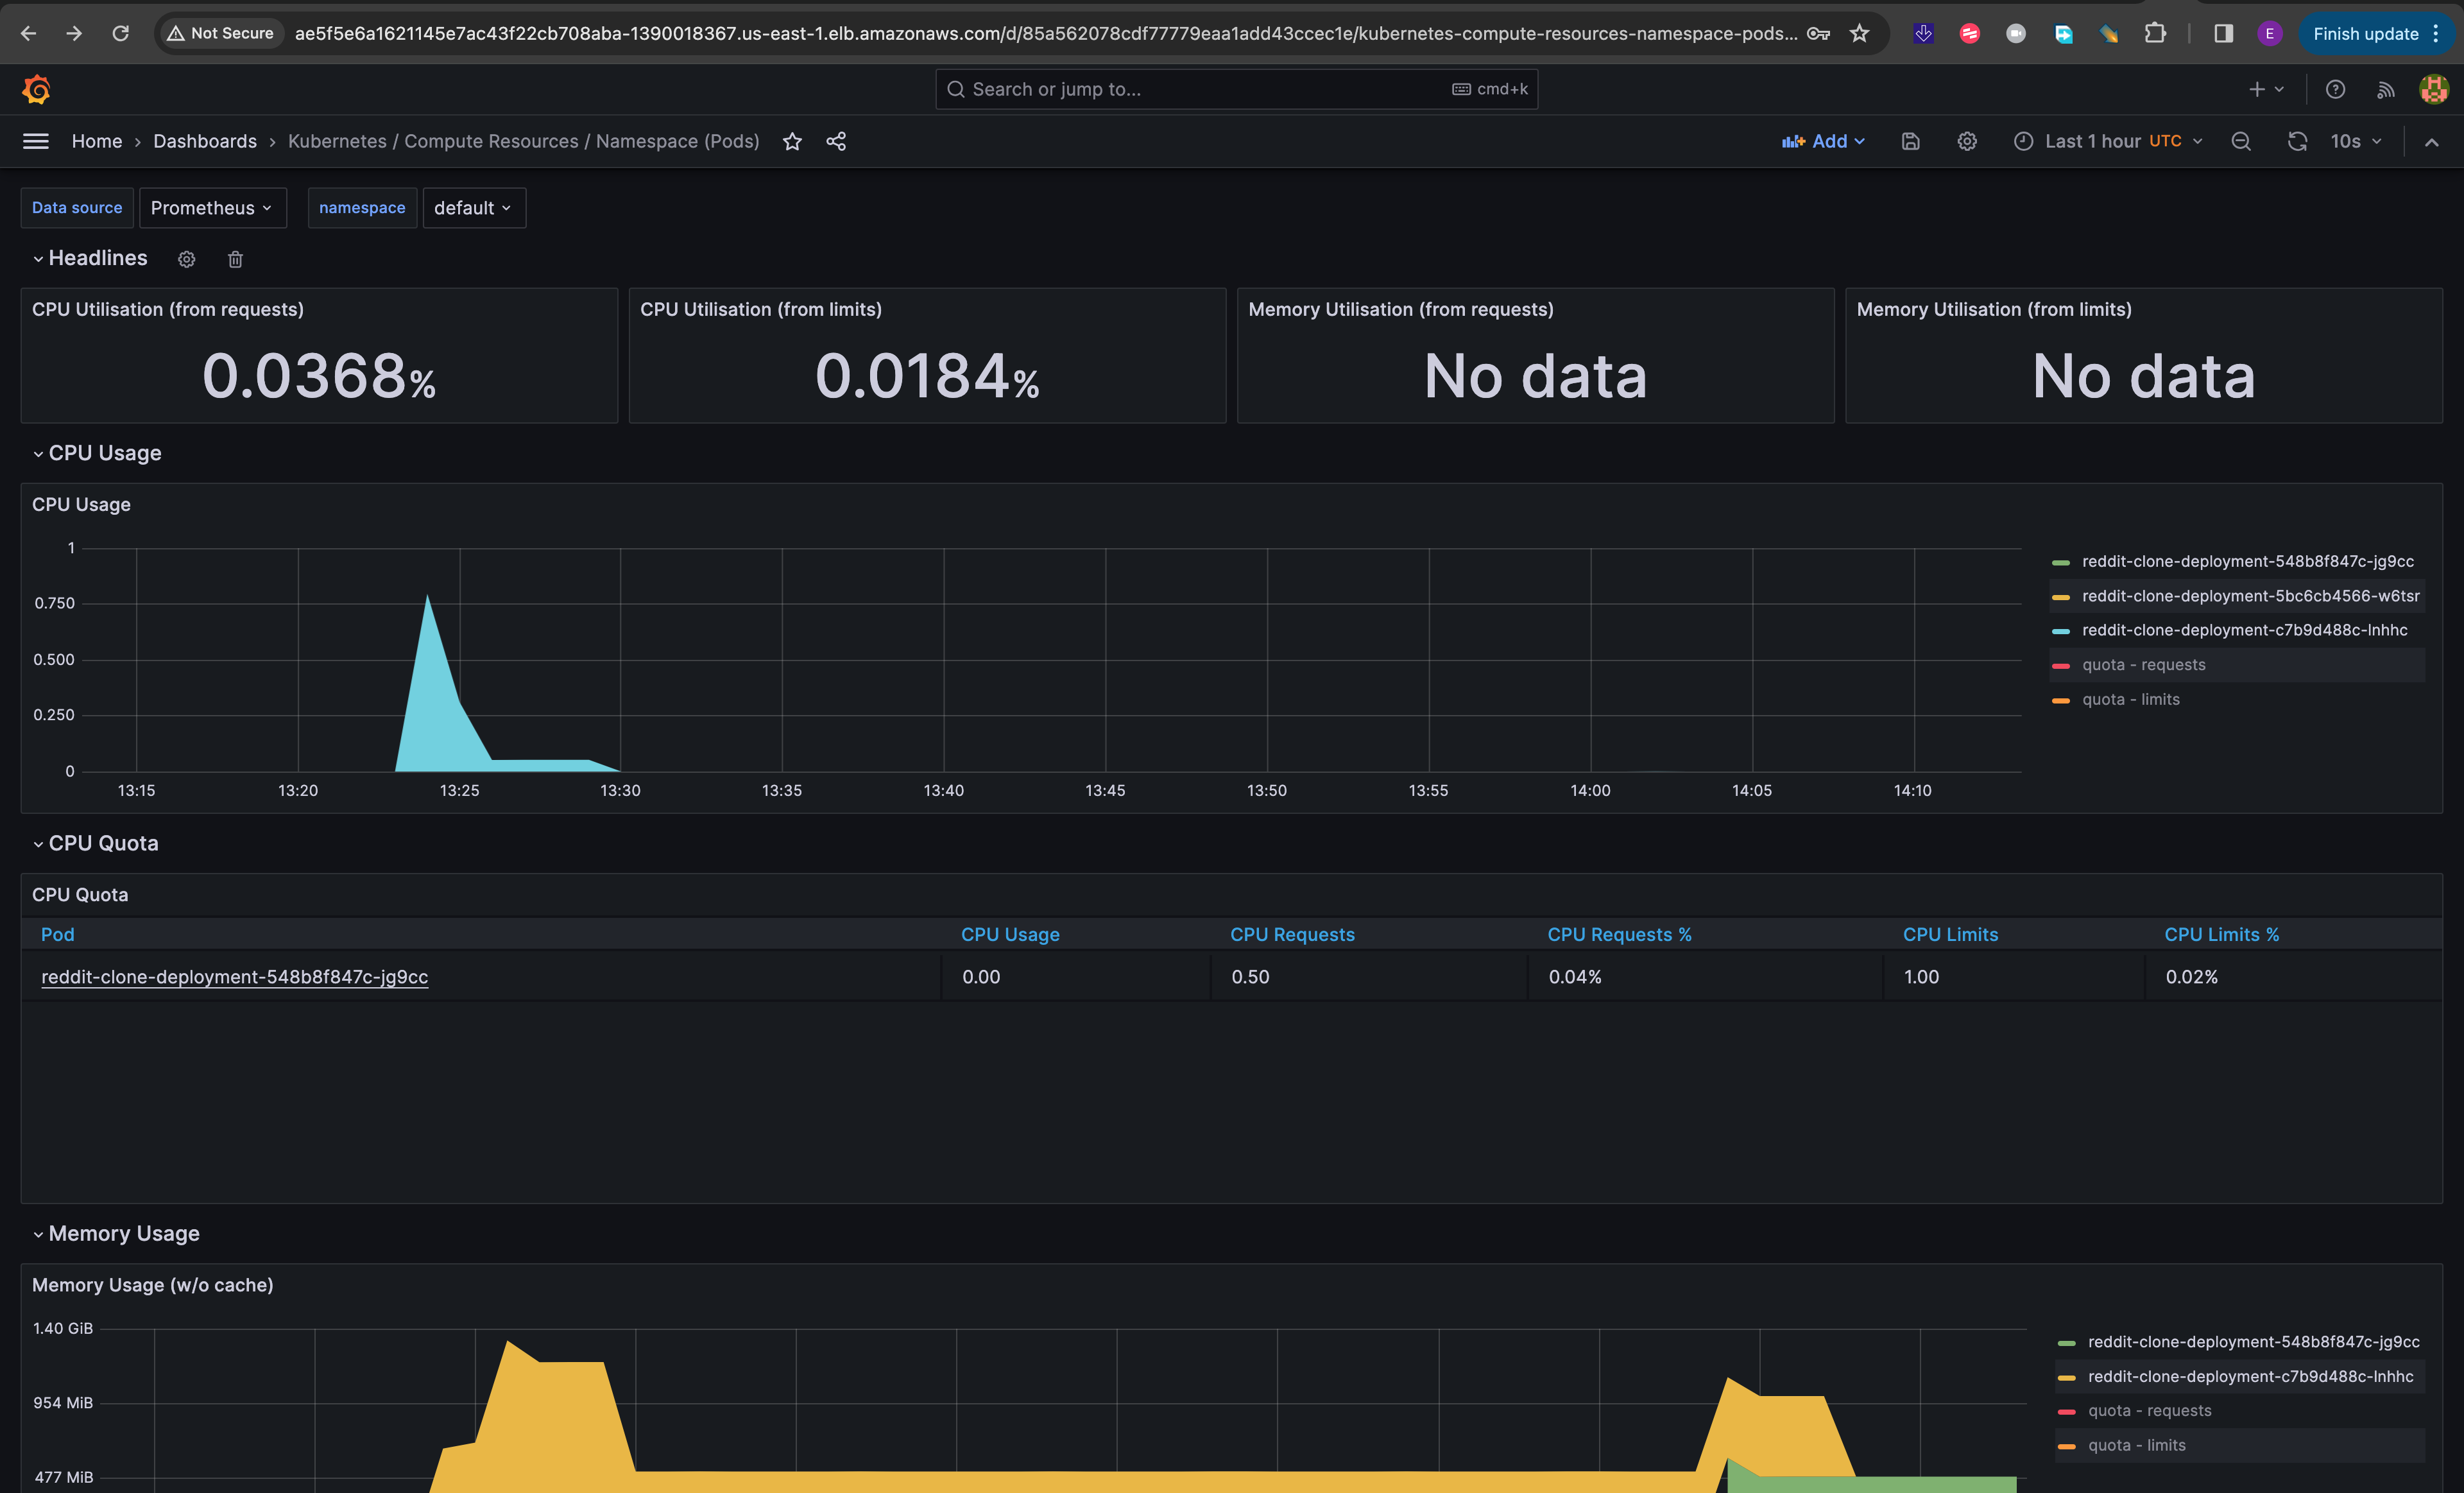 Not Secure ae5f5e6a1621145e7ac43f22cb708aba-1390018367.us-east-1.elb.amazonaws.com/d/85a562078cdf77779eaa1add43ccec1e/kubernetes-compute-resources-namespace-pods... E Finish update
Search or jump to... cmd+k
Home Dashboards Kubernetes / Compute Resources / Namespace (Pods) Add Last 1 hour UTC 10s
Data source Prometheus namespace default
Headlines
CPU Utilisation (from requests) CPU Utilisation (from limits) Memory Utilisation (from requests) Memory Utilisation (from limits)
0.0368% 0.0184% No data No data
CPU Usage
CPU Usage
1
0.750
0.500
0.250
0
13:15 13:20 13:25 13:30 13:35 13:40 13:45 13:50 13:55 14:00 14:05 14:10
reddit-clone-deployment-548b8f847c-jg9cc
reddit-clone-deployment-5bc6cb4566-w6tsr
reddit-clone-deployment-c7b9d488c-lnhhc
quota - requests
quota - limits
CPU Quota
CPU Quota
Pod CPU Usage CPU Requests CPU Requests % CPU Limits CPU Limits %
reddit-clone-deployment-548b8f847c-jg9cc 0.00 0.50 0.04% 1.00 0.02%
Memory Usage
Memory Usage (w/o cache)
1.40 GiB
954 MiB
477 MiB
reddit-clone-deployment-548b8f847c-jg9cc
reddit-clone-deployment-c7b9d488c-lnhhc
quota - requests
quota - limits